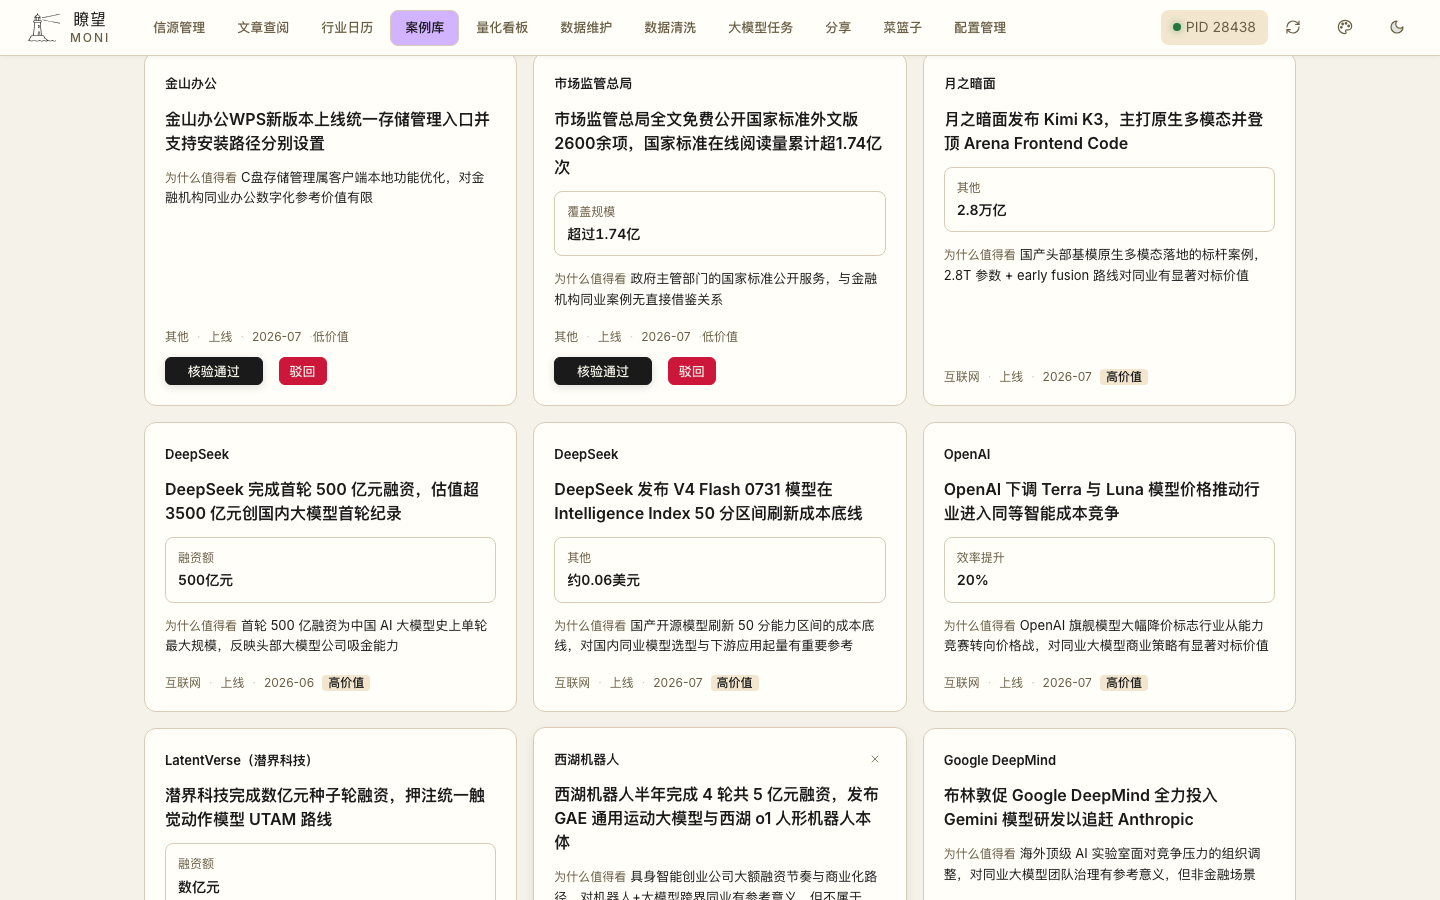 瞭望
MONI
信源管理
文章查阅
行业日历
案例库
量化看板
数据维护
数据清洗
大模型任务
分享
菜篮子
配置管理
PID 28438
金山办公
金山办公WPS新版本上线统一存储管理入口并
支持安装路径分别设置
为什么值得看 C盘存储管理属客户端本地功能优化，对金
融机构同业办公数字化参考价值有限
其他 · 上线 · 2026-07 ·低价值
核验通过
驳回
市场监管总局
市场监管总局全文免费公开国家标准外文版
2600余项，国家标准在线阅读量累计超1.74亿
次
覆盖规模
超过1.74亿
为什么值得看 政府主管部门的国家标准公开服务，与金融
机构同业案例无直接借鉴关系
其他 · 上线 · 2026-07 ·低价值
核验通过
驳回
月之暗面
月之暗面发布 Kimi K3，主打原生多模态并登
顶 Arena Frontend Code
其他
2.8万亿
为什么值得看 国产头部基模原生多模态落地的标杆案例，
2.8T 参数 + early fusion 路线对同业有显著对标价值
互联网 · 上线 · 2026-07 高价值
DeepSeek
DeepSeek 完成首轮 500 亿元融资，估值超
3500 亿元创国内大模型首轮纪录
融资额
500亿元
为什么值得看 首轮 500 亿融资为中国 AI 大模型史上单轮
最大规模，反映头部大模型公司吸金能力
互联网 · 上线 · 2026-06 高价值
DeepSeek
DeepSeek 发布 V4 Flash 0731 模型在
Intelligence Index 50 分区间刷新成本底线
其他
约0.06美元
为什么值得看 国产开源模型刷新 50 分能力区间的成本底
线，对国内同业模型选型与下游应用起量有重要参考
互联网 · 上线 · 2026-07 高价值
OpenAI
OpenAI 下调 Terra 与 Luna 模型价格推动行
业进入同等智能成本竞争
效率提升
20%
为什么值得看 OpenAI 旗舰模型大幅降价标志行业从能力
竞赛转向价格战，对同业大模型商业策略有显著对标价值
互联网 · 上线 · 2026-07 高价值
LatentVerse（潜界科技）
潜界科技完成数亿元种子轮融资，押注统一触
觉动作模型 UTAM 路线
融资额
数亿元
西湖机器人
西湖机器人半年完成 4 轮共 5 亿元融资，发布
GAE 通用运动大模型与西湖 o1 人形机器人本
体
为什么值得看 具身智能创业公司大额融资节奏与商业化路
径，对机器人+大模型跨界同业有参考意义，但不属于
Google DeepMind
布林敦促 Google DeepMind 全力投入
Gemini 模型研发以追赶 Anthropic
为什么值得看 海外顶级 AI 实验室面对竞争压力的组织调
整，对同业大模型团队治理有参考意义，但非金融场景